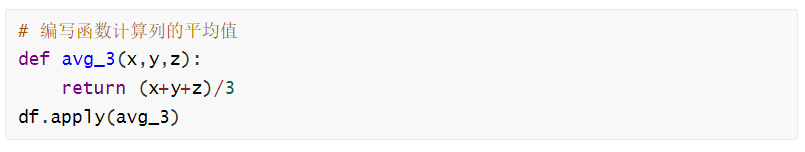 # 编写函数计算列的平均值
def avg_3(x,y,z):
    return (x+y+z)/3
df.apply(avg_3)